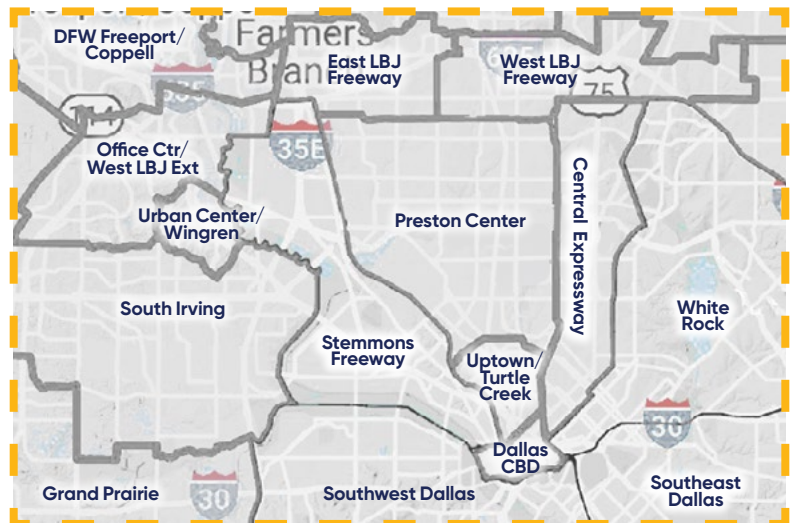 DFW Freeport/
Coppell
Farmers
Bran
East LBJ
Freeway
West LBJ
Freeway
75
Office Ctr/
West LBJ Ext
35E
Urban Center/
Wingren
Preston Center
Central Expressway
South Irving
White
Rock
Stemmons
Freeway
Uptown/
Turtle
Creek
30
Dallas
CBD
Grand Prairie
30
Southwest Dallas
Southeast
Dallas